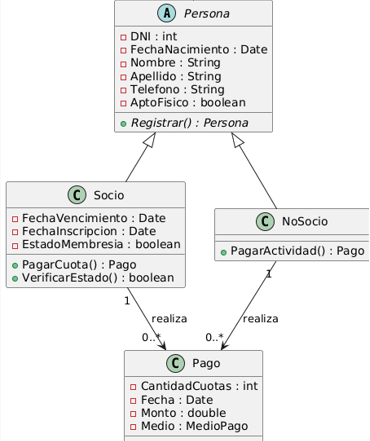 A Persona
DNI : int
FechaNacimiento : Date
Nombre : String
Apellido : String
Telefono : String
AptoFisico : boolean
Registrar() : Persona
C Socio
FechaVencimiento : Date
FechaInscripcion : Date
EstadoMembresia : boolean
PagarCuota() : Pago
VerificarEstado() : boolean
C NoSocio
PagarActividad() : Pago
1
1
realiza
realiza
0..*
0..*
C Pago
CantidadCuotas : int
Fecha : Date
Monto : double
Medio : MedioPago